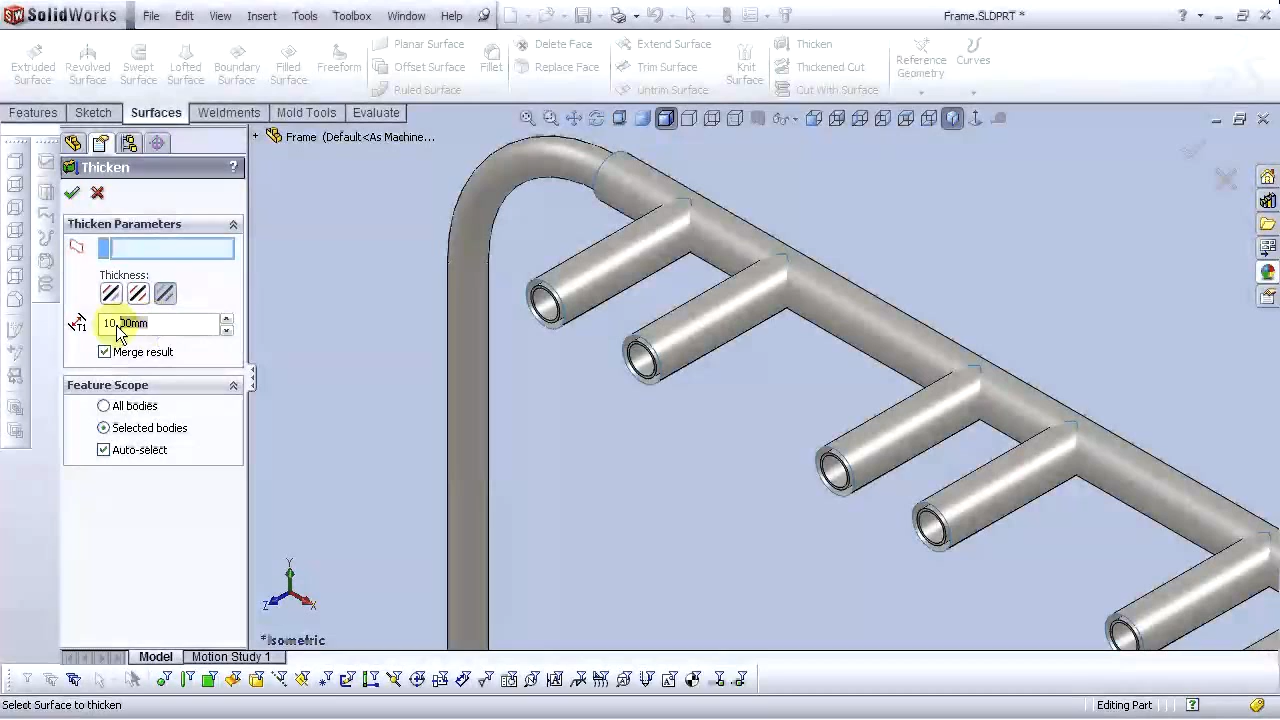 SolidWorks File Edit View Insert Tools Toolbox Window Help Frame.SLDPRT *
Extruded Surface
Revolved Surface
Swept Surface
Lofted Surface
Boundary Surface
Filled Surface
Freeform
Planar Surface
Offset Surface
Ruled Surface
Fillet
Delete Face
Replace Face
Extend Surface
Trim Surface
Untrim Surface
Knit Surface
Thicken
Thickened Cut
Cut With Surface
Reference Geometry
Curves
Features Sketch Surfaces Weldments Mold Tools Evaluate
Frame (Default<As Machine...
Thicken ?
Thicken Parameters
Thickness:
T1 10.00mm
Merge result
Feature Scope
All bodies
Selected bodies
Auto-select
Y
Z X
*Isometric
Model Motion Study 1
Select Surface to thicken Editing Part ?